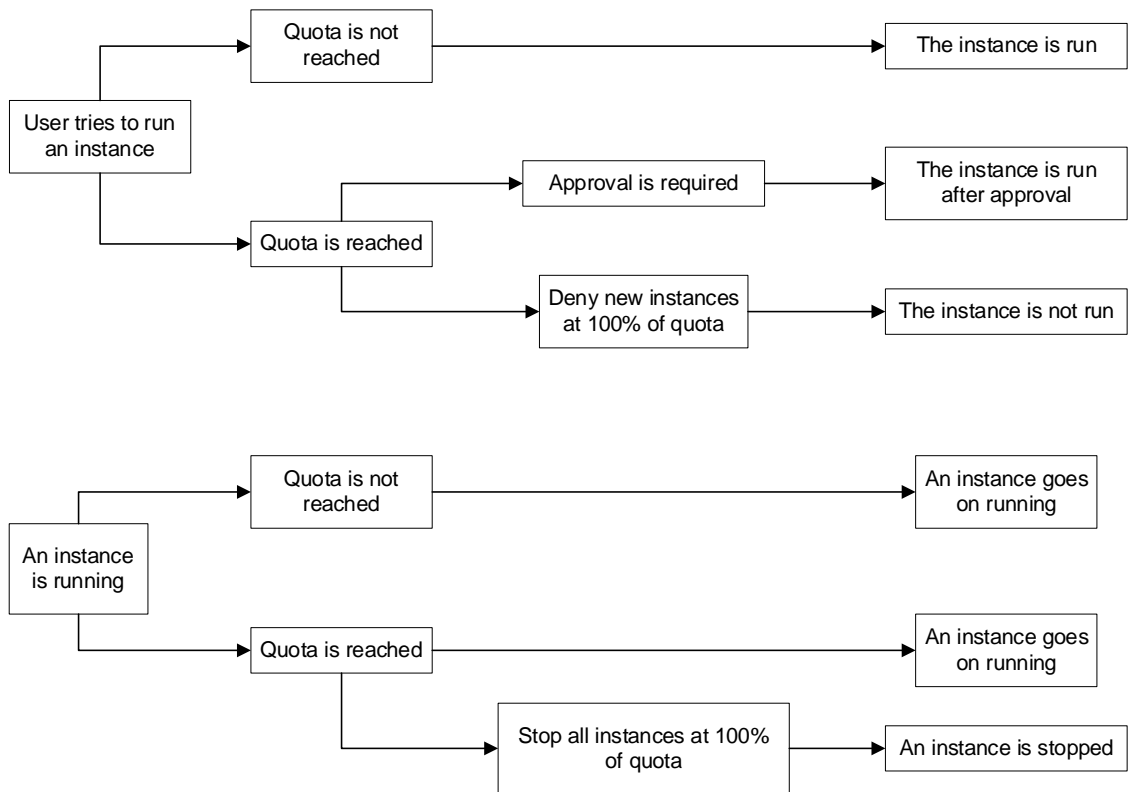 Quota is not
reached
The instance is run
User tries to run
an instance
Approval is required
The instance is run
after approval
Quota is reached
Deny new instances
at 100% of quota
The instance is not run
Quota is not
reached
An instance goes
on running
An instance
is running
Quota is reached
An instance goes
on running
Stop all instances at 100%
of quota
An instance is stopped